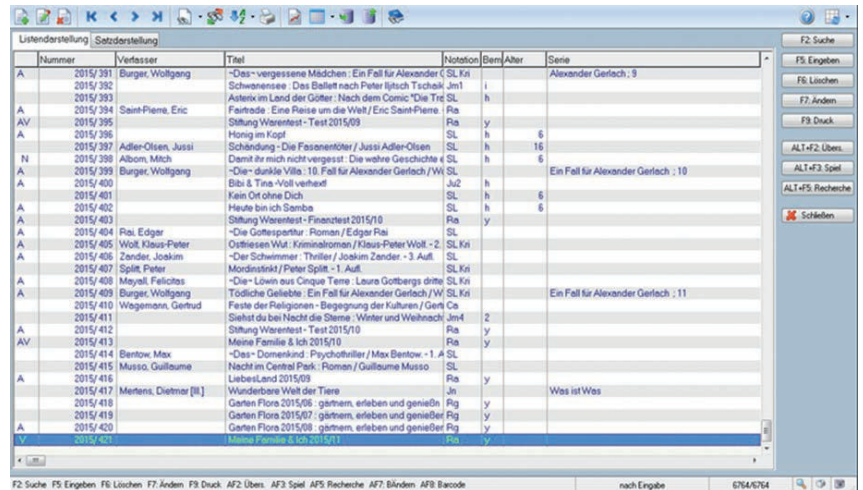 Listendarstellung Satzdarstellung
Nummer Verfasser Titel Notation Bem Alter Serie
A 2015/ 391 Burger, Wolfgang ¬Das¬ vergessene Mädchen : Ein Fall für Alexander G SL Kri Alexander Gerlach ; 9
2015/ 392 Schwanensee : Das Ballett nach Peter Iljitsch Tschaik Jm1 i
2015/ 393 Asterix im Land der Götter : Nach dem Comic "Die Tra SL h
A 2015/ 394 Saint-Pierre, Eric Fairtrade : Eine Reise um die Welt / Eric Saint-Pierre. - Ra
AV 2015/ 395 Stiftung Warentest - Test 2015/09 Ra y
A 2015/ 396 Honig im Kopf SL h 6
2015/ 397 Adler-Olsen, Jussi Schändung - Die Fasanentöter / Jussi Adler-Olsen SL h 16
N 2015/ 398 Albom, Mitch Damit ihr mich nicht vergesst : Die wahre Geschichte e SL h 6
A 2015/ 399 Burger, Wolfgang ¬Die¬ dunkle Villa : 10. Fall für Alexander Gerlach / Wo SL Ein Fall für Alexander Gerlach ; 10
A 2015/ 400 Bibi & Tina -Voll verhext! Ju2 h
2015/ 401 Kein Ort ohne Dich SL h 6
A 2015/ 402 Heute bin ich Samba SL h 6
A 2015/ 403 Stiftung Warentest - Finanztest 2015/10 Ra y
A 2015/ 404 Rai, Edgar ¬Die Gottespartitur : Roman / Edgar Rai SL
A 2015/ 405 Wolf, Klaus-Peter Ostfriesen Wut : Kriminalroman / Klaus-Peter Wolf. - 2. SL Kri
A 2015/ 406 Zander, Joakim ¬Der Schwimmer : Thriller / Joakim Zander. - 3. Aufl. SL
2015/ 407 Splitt, Peter Mordinstinkt / Peter Splitt. - 1. Aufl. SL Kri
A 2015/ 408 Mayall, Felicitas ¬Die¬ Löwin aus Cinque Terre : Laura Gottbergs dritte SL Kri
A 2015/ 409 Burger, Wolfgang Tödliche Geliebte : Ein Fall für Alexander Gerlach / W SL Kri Ein Fall für Alexander Gerlach ; 11
2015/ 410 Wagemann, Gertrud Feste der Religionen - Begegnung der Kulturen / Gertr Ca
2015/ 411 Siehst du bei Nacht die Sterne : Winter und Weihnach Jm4 2
A 2015/ 412 Stiftung Warentest - Test 2015/10 Ra y
AV 2015/ 413 Meine Familie & Ich 2015/10 Ra y
2015/ 414 Bentow, Max ¬Das¬ Dornenkind : Psychothriller / Max Bentow. - 1. A SL
2015/ 415 Musso, Guillaume Nacht im Central Park : Roman / Guillaume Musso SL
A 2015/ 416 LiebesLand 2015/09 Ra y
2015/ 417 Mertens, Dietmar [Ill.] Wunderbare Welt der Tiere Jn Was ist Was
2015/ 418 Garten Flora 2015/06 : gärtnern, erleben und genießn Rg y
2015/ 419 Garten Flora 2015/07 : gärtnern, erleben und genießer Rg y
A 2015/ 420 Garten Flora 2015/08 : gärtnern, erleben und genießer Rg y
V 2015/ 421 Meine Familie & Ich 2015/11 Ra y
F2: Suche
F5: Eingeben
F6: Löschen
F7: Ändern
F9: Druck
ALT+F2: Übers.
ALT+F3: Spiel
ALT+F5: Recherche
Schließen
F2: Suche F5: Eingeben F6: Löschen F7: Ändern F9: Druck AF2: Übers. AF3: Spiel AF5: Recherche AF7: BÄndern AF8: Barcode nach Eingabe 6764/6764